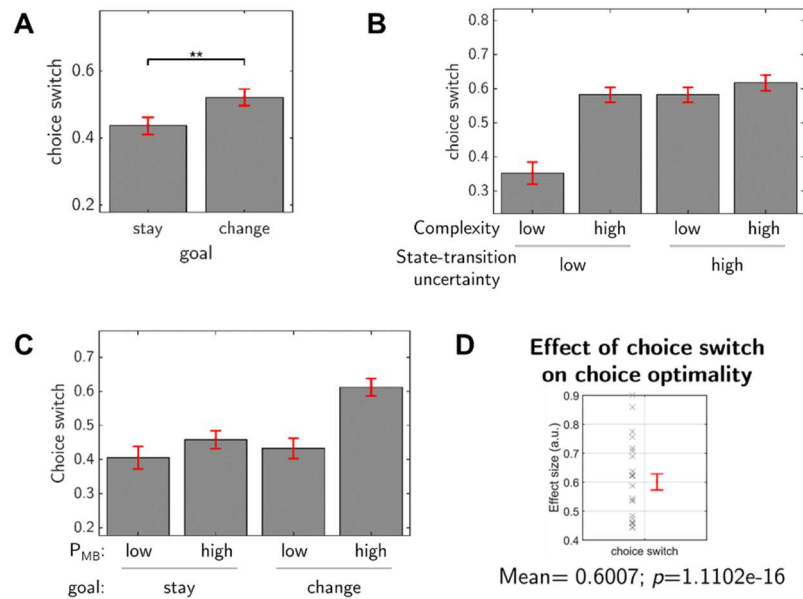 A
choice switch
0.6
0.4
0.2
**
stay change
goal
B
choice switch
0.8
0.7
0.6
0.5
0.4
0.3
Complexity low high low high
State-transition
uncertainty
low high
C
Choice switch
0.7
0.6
0.5
0.4
0.3
0.2
PMB: low high low high
goal: stay change
D
Effect of choice switch
on choice optimality
Effect size (a.u.)
0.9
0.8
0.7
0.6
0.5
0.4
choice switch
Mean= 0.6007; p=1.1102e-16